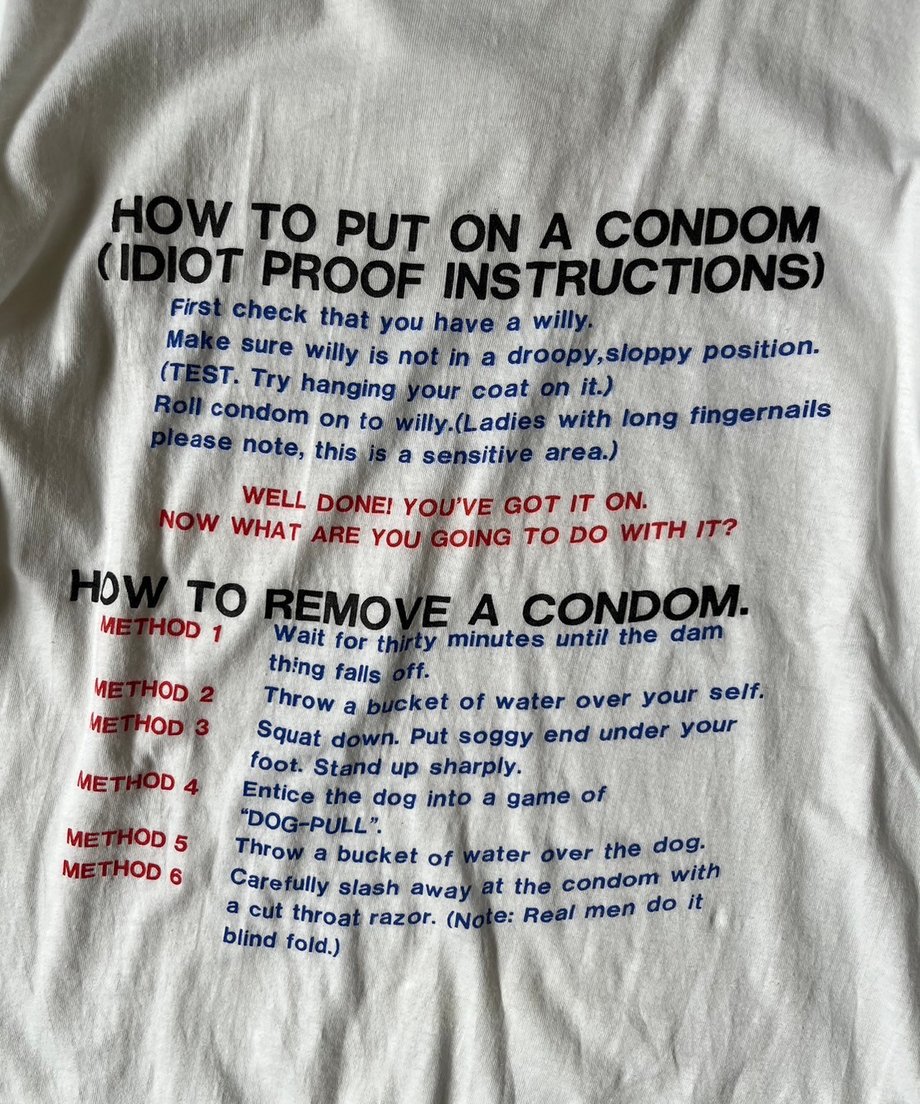 HOW TO PUT ON A CONDOM
(IDIOT PROOF INSTRUCTIONS)
First check that you have a willy.
Make sure willy is not in a droopy,sloppy position.
(TEST. Try hanging your coat on it.)
Roll condom on to willy.(Ladies with long fingernails
please note, this is a sensitive area.)
WELL DONE! YOU'VE GOT IT ON.
NOW WHAT ARE YOU GOING TO DO WITH IT?
HOW TO REMOVE A CONDOM.
METHOD 1 Wait for thirty minutes until the dam
thing falls off.
METHOD 2 Throw a bucket of water over your self.
METHOD 3 Squat down. Put soggy end under your
foot. Stand up sharply.
METHOD 4 Entice the dog into a game of
“DOG-PULL”.
METHOD 5 Throw a bucket of water over the dog.
METHOD 6 Carefully slash away at the condom with
a cut throat razor. (Note: Real men do it
blind fold.)